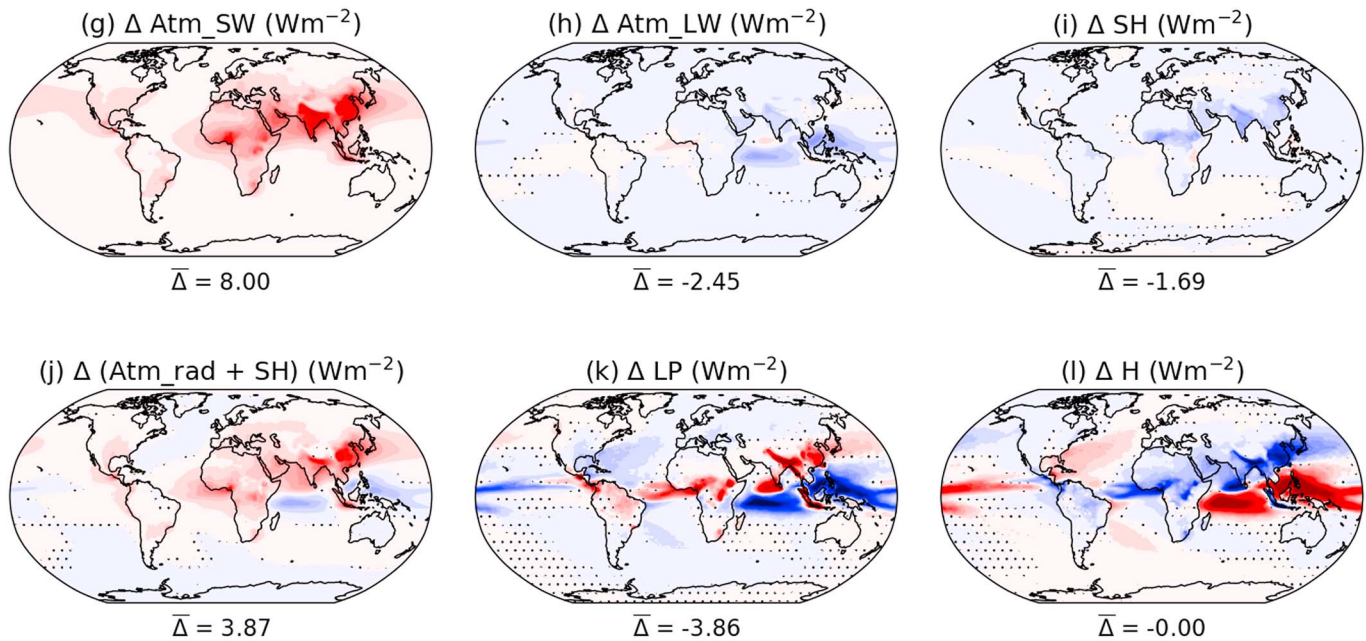 (g) Δ Atm_SW (Wm⁻²)
(h) Δ Atm_LW (Wm⁻²)
(i) Δ SH (Wm⁻²)
Δ̅ = 8.00
Δ̅ = -2.45
Δ̅ = -1.69
(j) Δ (Atm_rad + SH) (Wm⁻²)
(k) Δ LP (Wm⁻²)
(l) Δ H (Wm⁻²)
Δ̅ = 3.87
Δ̅ = -3.86
Δ̅ = -0.00